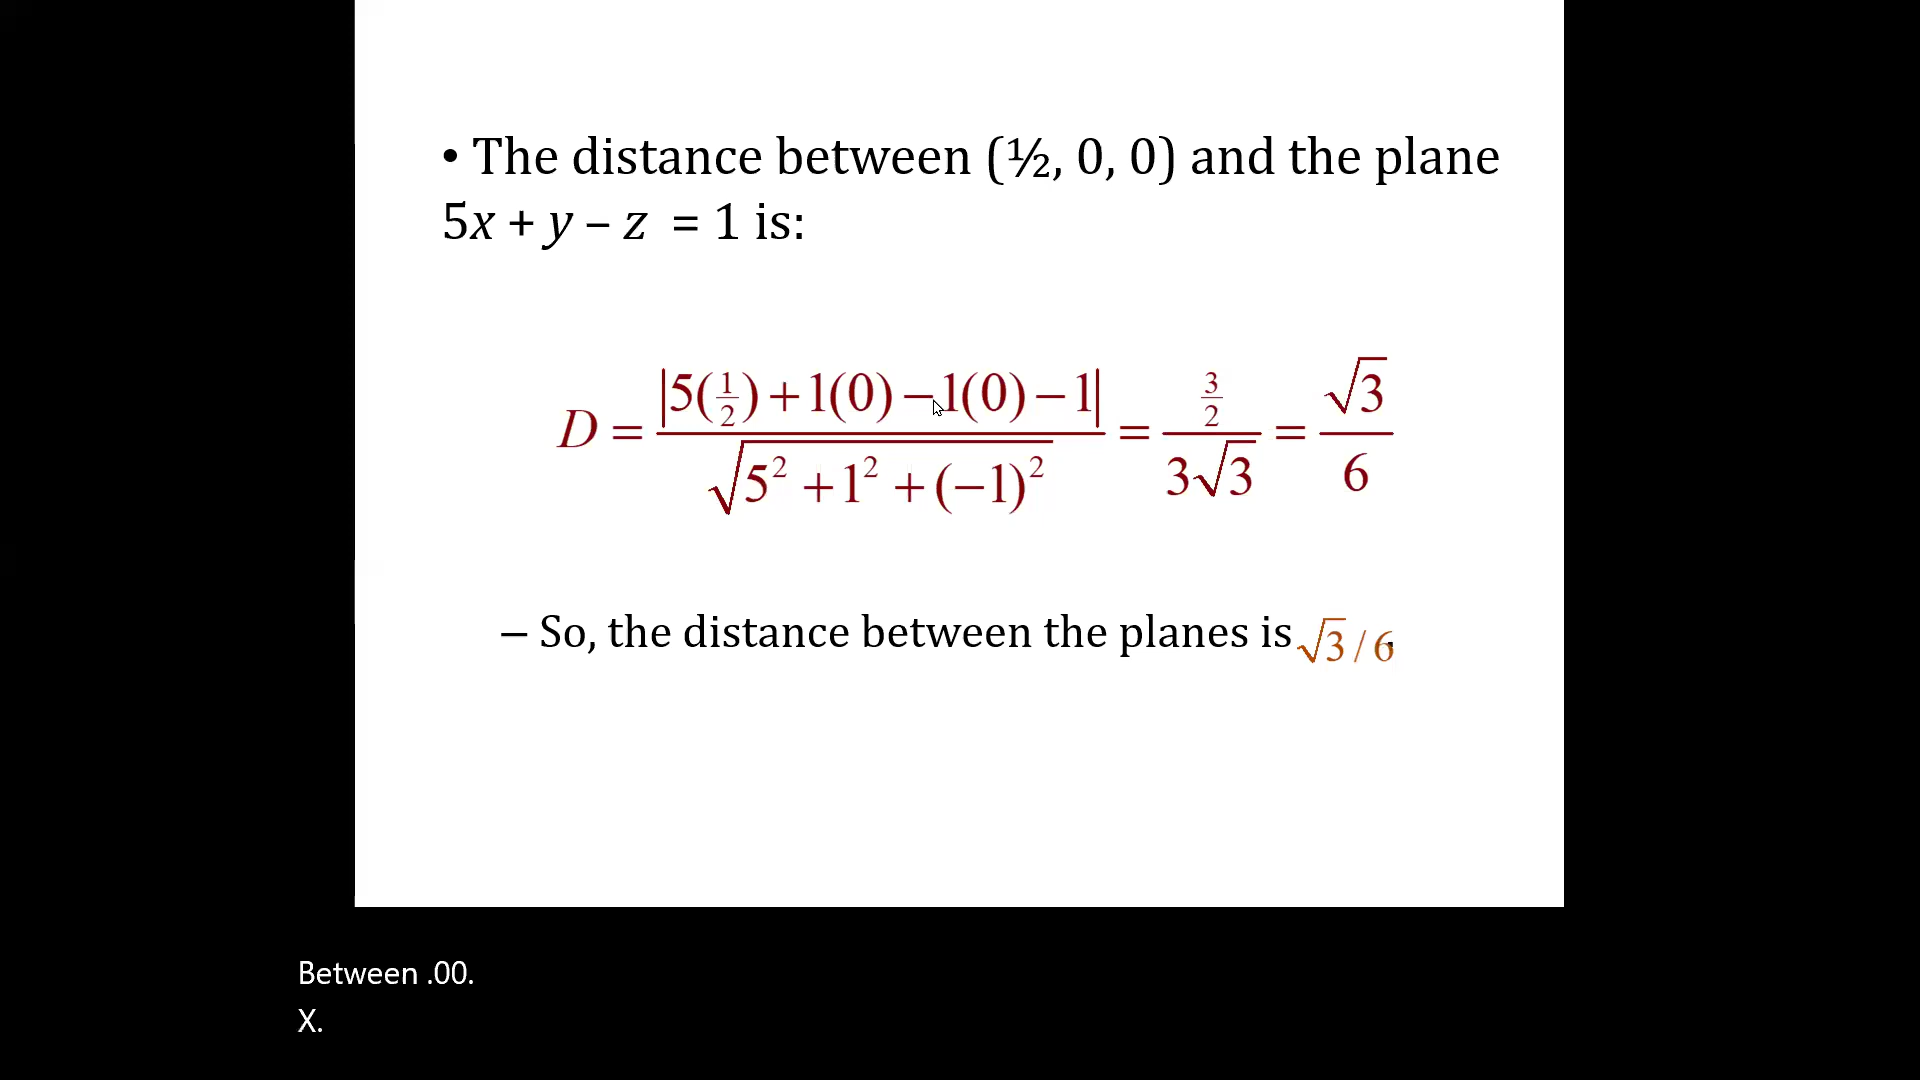 • The distance between (½, 0, 0) and the plane
5x + y – z = 1 is:
D = |5(1/2) + 1(0) – 1(0) – 1| / √(5² + 1² + (–1)²) = (3/2) / (3√3) = √3 / 6
– So, the distance between the planes is √3 / 6.
Between .00.
X.